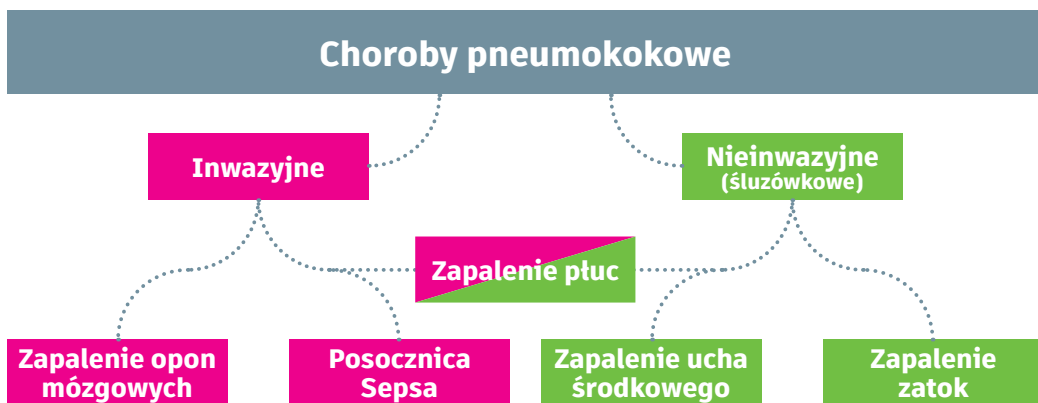 Choroby pneumokokowe
Inwazyjne
Nieinwazyjne
(śluzówkowe)
Zapalenie płuc
Zapalenie opon
mózgowych
Posocznica
Sepsa
Zapalenie ucha
środkowego
Zapalenie
zatok